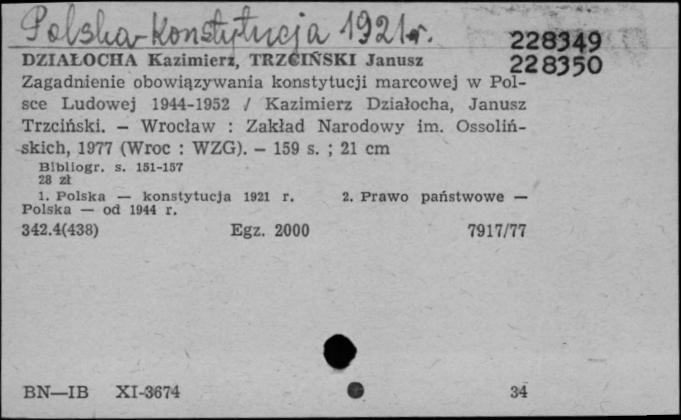 Polska-Konstytucja 1921 r.
228349
DZIAŁOCHA Kazimierz, TRZCIŃSKI Janusz
228350
Zagadnienie obowiązywania konstytucji marcowej w Pol-
sce Ludowej 1944-1952 / Kazimierz Działocha, Janusz
Trzciński. — Wrocław : Zakład Narodowy im. Ossoliń-
skich, 1977 (Wroc : WZG). — 159 s. ; 21 cm
Bibliogr. s. 151-157
28 zł
1. Polska — konstytucja 1921 r. 2. Prawo państwowe —
Polska — od 1944 r.
342.4(438) Egz. 2000 7917/77
BN—IB XI-3674 34